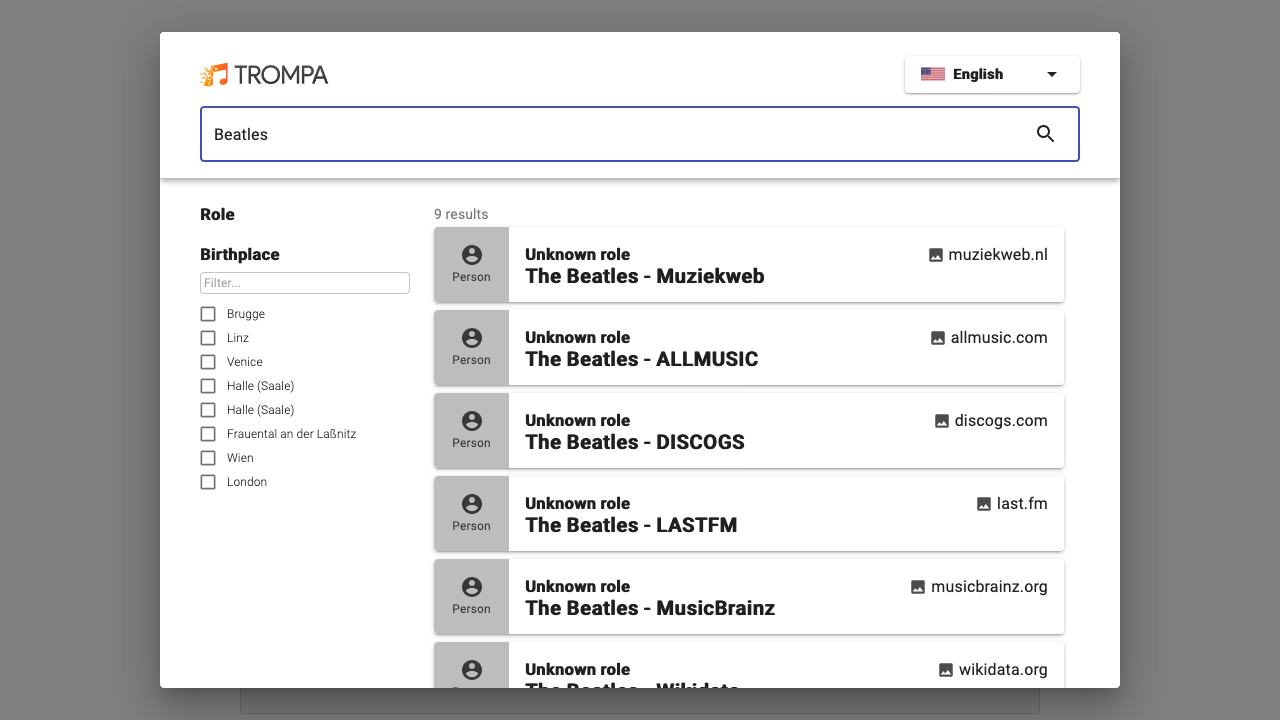 TROMPA
English
Beatles
Role
Birthplace
Filter...
Brugge
Linz
Venice
Halle (Saale)
Halle (Saale)
Frauental an der Laßnitz
Wien
London
9 results
Person
Unknown role
muziekweb.nl
The Beatles - Muziekweb
Person
Unknown role
allmusic.com
The Beatles - ALLMUSIC
Person
Unknown role
discogs.com
The Beatles - DISCOGS
Person
Unknown role
last.fm
The Beatles - LASTFM
Person
Unknown role
musicbrainz.org
The Beatles - MusicBrainz
Unknown role
wikidata.org
The Beatles - Wikidata